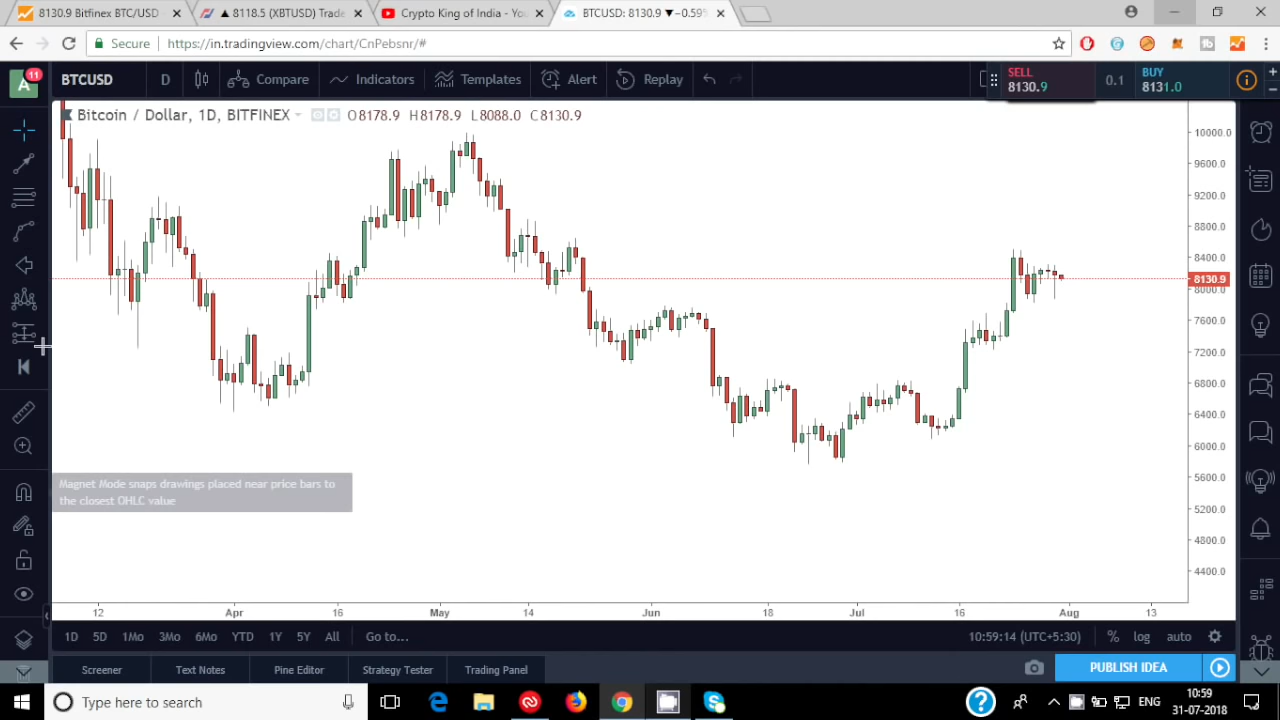 8130.9 Bitfinex BTC/USD
▲ 8118.5 (XBTUSD) Trade
Crypto King of India - You
BTCUSD: 8130.9 ▼−0.59%
Secure
https://in.tradingview.com/chart/CnPebsnr/#
A
11
BTCUSD
D
Compare
Indicators
Templates
Alert
Replay
SELL
8130.9
0.1
BUY
8131.0
Bitcoin / Dollar, 1D, BITFINEX
O8178.9 H8178.9 L8088.0 C8130.9
10000.0
9600.0
9200.0
8800.0
8400.0
8130.9
8000.0
7600.0
7200.0
6800.0
6400.0
6000.0
5600.0
5200.0
4800.0
4400.0
Magnet Mode snaps drawings placed near price bars to
the closest OHLC value
12
Apr
16
May
14
Jun
18
Jul
16
Aug
13
1D
5D
1Mo
3Mo
6Mo
YTD
1Y
5Y
All
Go to...
10:59:14 (UTC+5:30)
%
log
auto
Screener
Text Notes
Pine Editor
Strategy Tester
Trading Panel
PUBLISH IDEA
Type here to search
ENG
10:59
31-07-2018